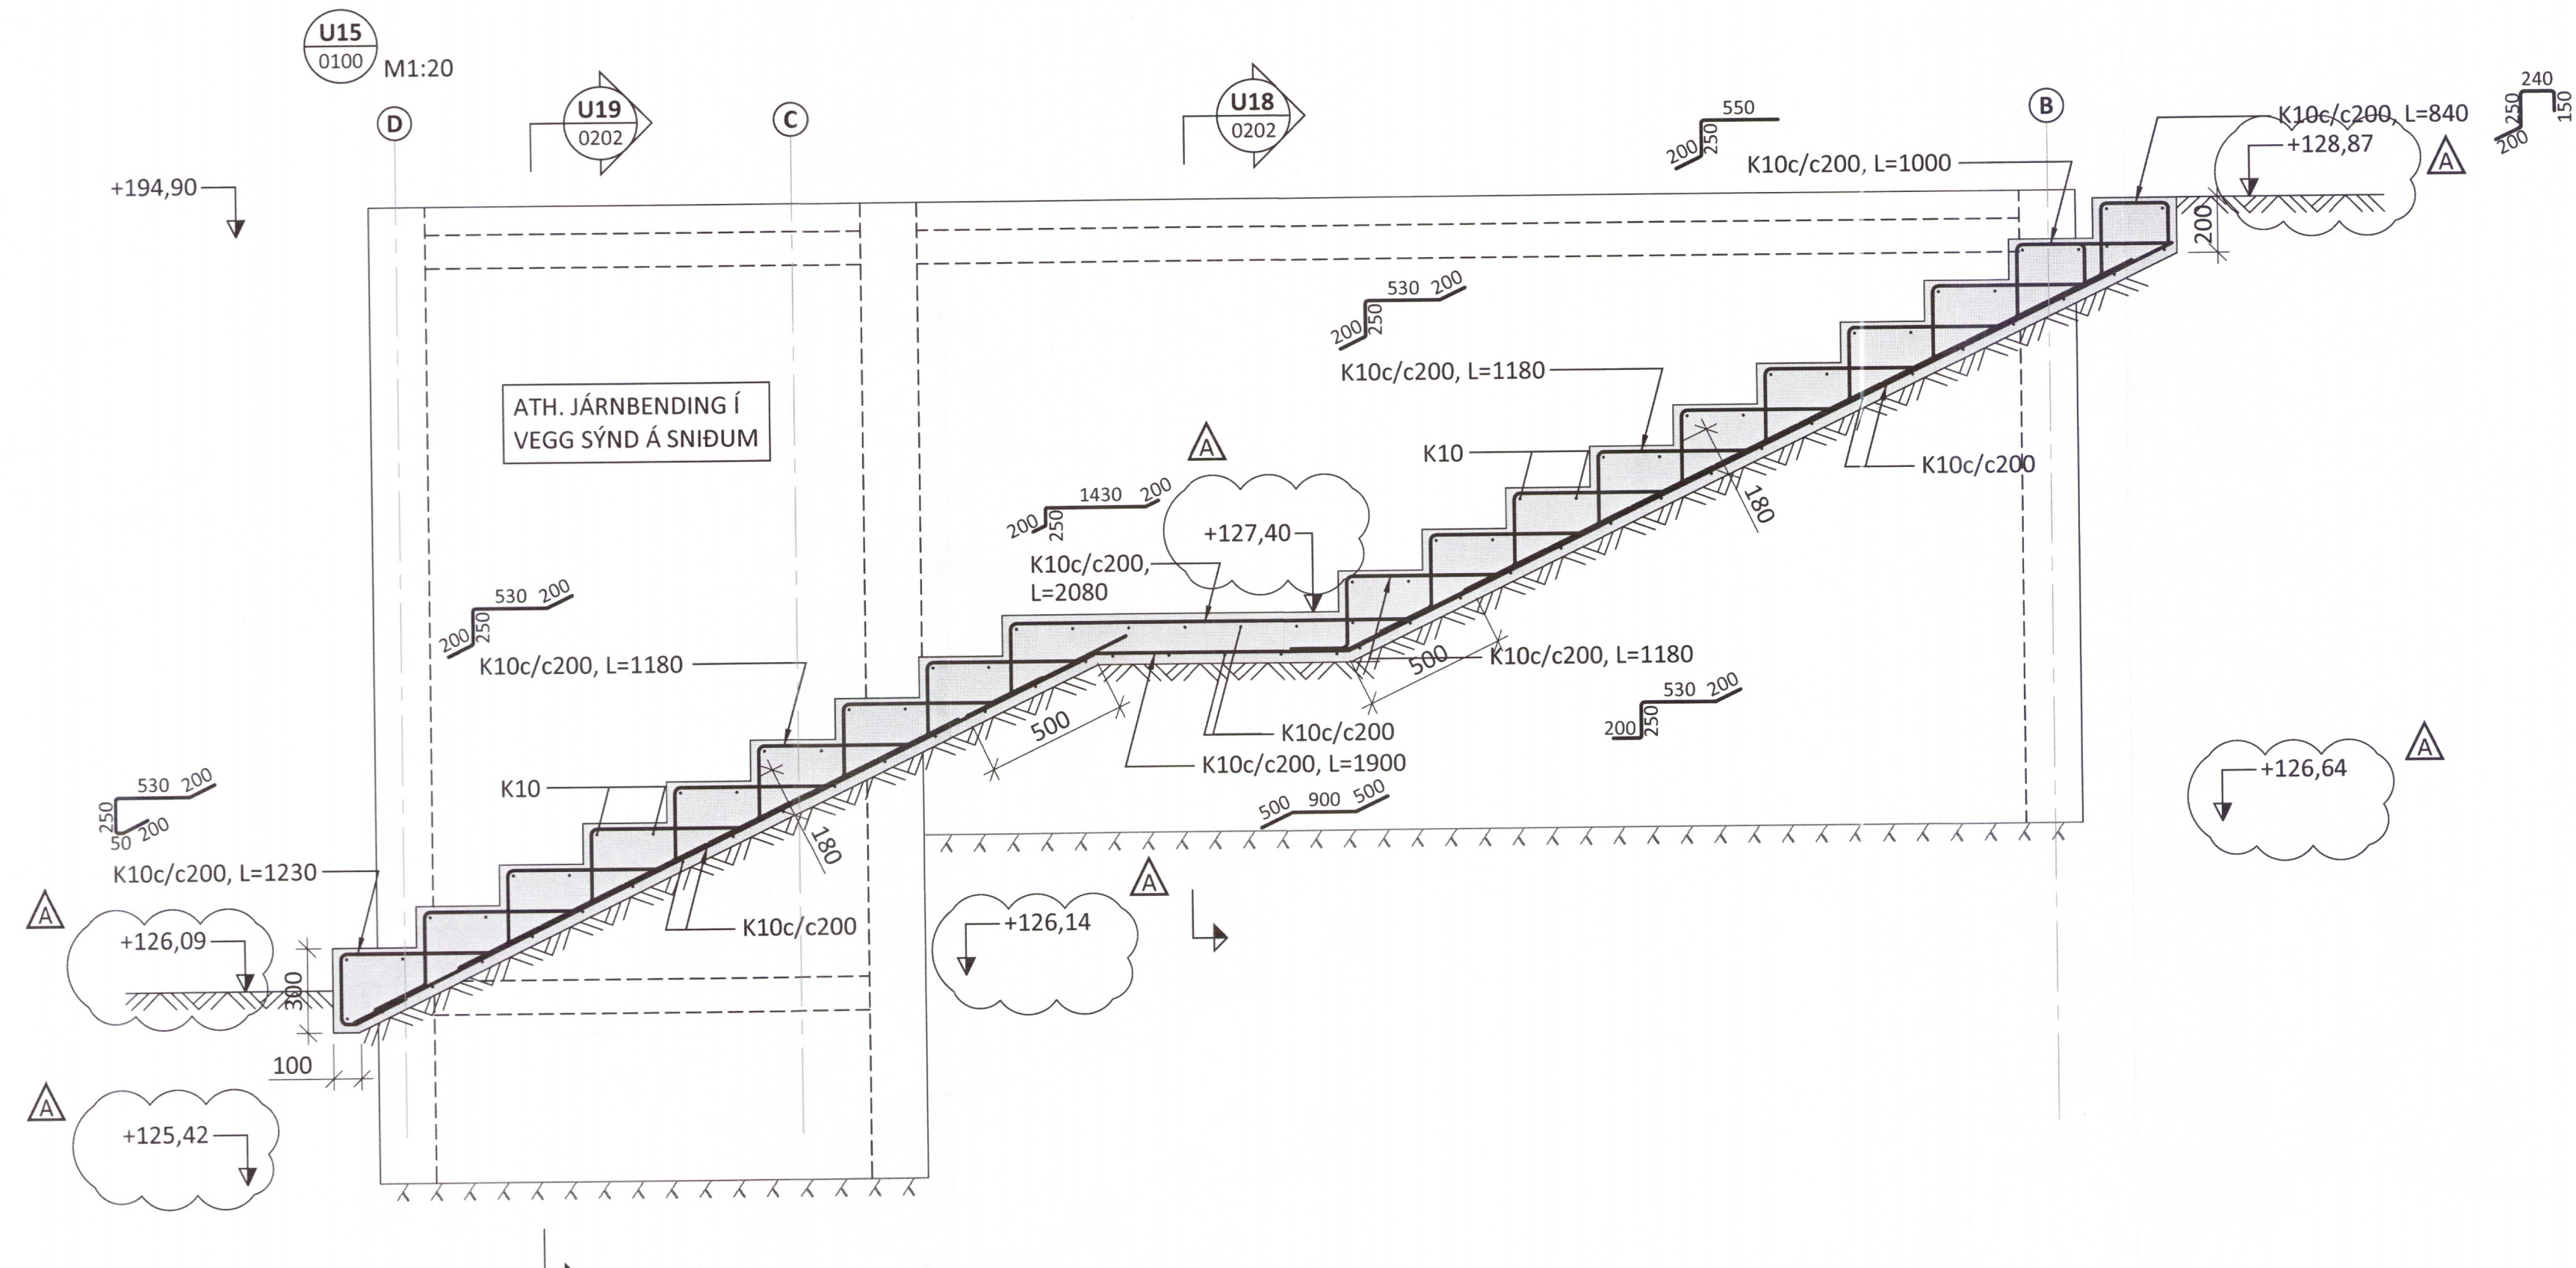 U15
0100
M1:20
D
U19
0202
C
U18
0202
B
550
250
200
K10c/c200, L=1000
K10c/c200, L=840
240
250
150
200
+128,87
A
200
+194,90
530
200
250
200
K10c/c200, L=1180
ATH. JÁRNBENDING Í
VEGG SÝND Á SNIÐUM
A
K10
K10c/c200
180
1430
200
200
250
+127,40
K10c/c200,
L=2080
530
200
200
250
K10c/c200, L=1180
500
K10c/c200, L=1180
530
200
200
250
500
K10c/c200
K10c/c200, L=1900
500
900
500
A
+126,64
K10
180
530
200
250
50
200
K10c/c200, L=1230
A
+126,09
300
K10c/c200
A
+126,14
100
A
+125,42